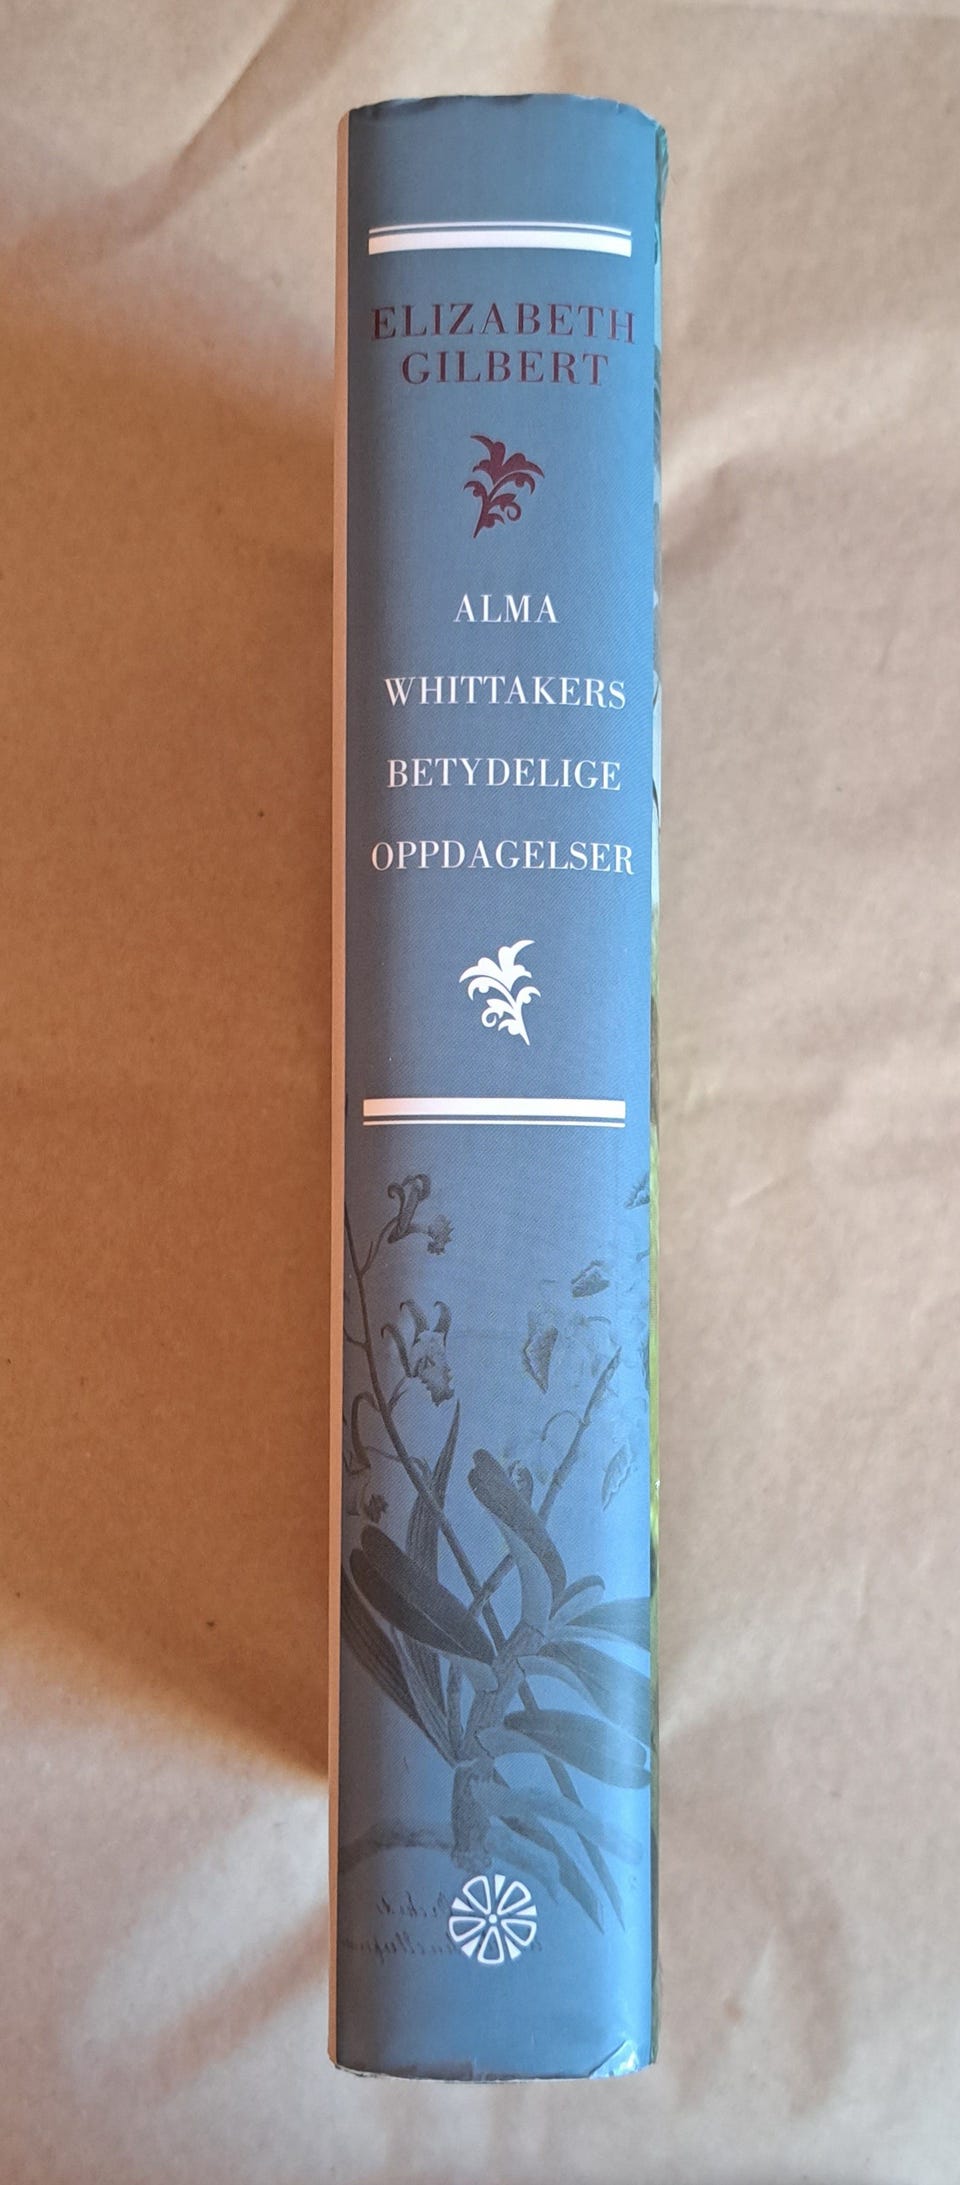 ELIZABETH
GILBERT
ALMA
WHITTAKERS
BETYDELIGE
OPPDAGELSER